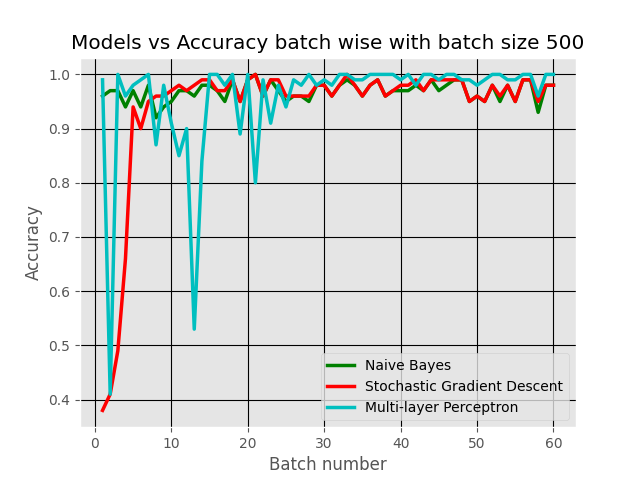 Models vs Accuracy batch wise with batch size 500
1.0
0.9
0.8
0.7
0.6
0.5
0.4
Accuracy
Naive Bayes
Stochastic Gradient Descent
Multi-layer Perceptron
0 10 20 30 40 50 60
Batch number